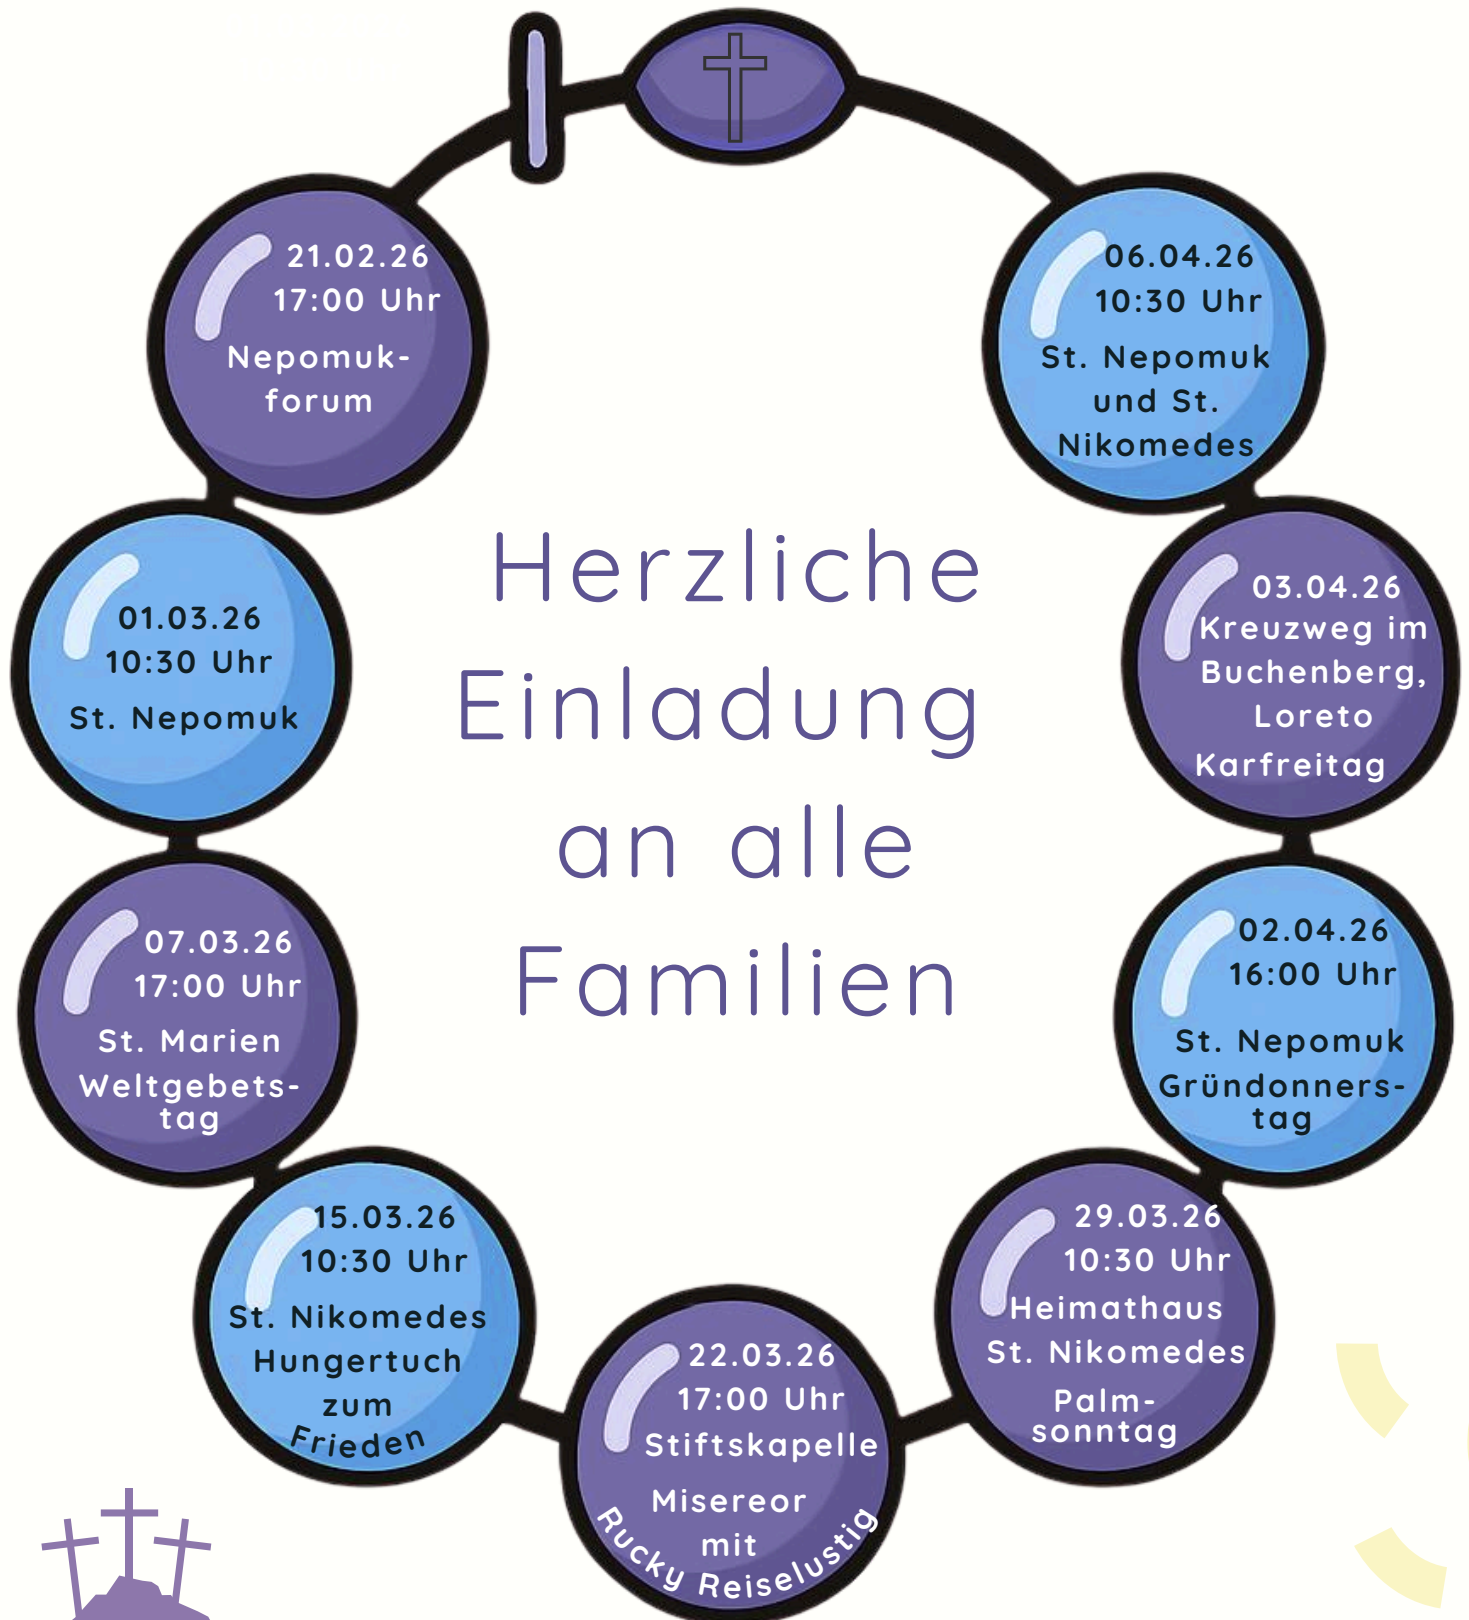 21.02.26
17:00 Uhr
Nepomuk-
forum
01.03.26
10:30 Uhr
St. Nepomuk
07.03.26
17:00 Uhr
St. Marien
Weltgebets-
tag
15.03.26
10:30 Uhr
St. Nikomedes
Hungertuch
zum
Frieden
22.03.26
17:00 Uhr
Stiftskapelle
Misereor
mit
Rucky Reiselustig
29.03.26
10:30 Uhr
Heimathaus
St. Nikomedes
Palm-
sonntag
02.04.26
16:00 Uhr
St. Nepomuk
Gründonners-
tag
03.04.26
Kreuzweg im
Buchenberg,
Loreto
Karfreitag
06.04.26
10:30 Uhr
St. Nepomuk
und St.
Nikomedes
Herzliche
Einladung
an alle
Familien